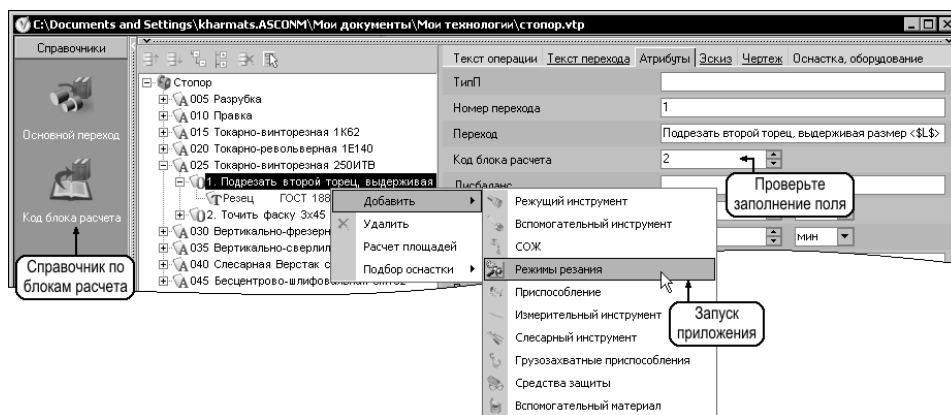 C:\Documents and Settings\kharmats.ASCONM\Мои документы\Мои технологии\стопор.vtp
Справочники
Основной переход
Код блока расчета
Справочник по
блокам расчета
Стопор
005 Разрубка
010 Правка
015 Токарно-винторезная 1К62
020 Токарно-револьверная 1Е140
025 Токарно-винторезная 250ИТВ
1. Подрезать второй торец, выдерживая
Резец ГОСТ 188
2. Точить фаску 3х45
030 Вертикально-фрезерн
035 Вертикально-сверлил
040 Слесарная Верстак с
045 Бесцентрово-шлифоваль
Добавить
Удалить
Расчет площадей
Подбор оснастки
Режущий инструмент
Вспомогательный инструмент
СОЖ
Режимы резания
Приспособление
Измерительный инструмент
Слесарный инструмент
Грузозахватные приспособления
Средства защиты
Вспомогательный материал
Текст операции Текст перехода Атрибуты Эскиз Чертеж Оснастка, оборудование
ТипП
Номер перехода 1
Переход Подрезать второй торец, выдерживая размер <$L$>
Код блока расчета 2
Дисбаланс
мин
Проверьте
заполнение поля
Запуск
приложения